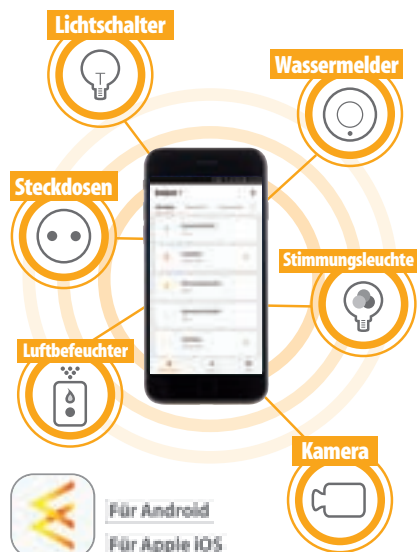 Lichtschalter
Wassermelder
Steckdosen
Stimmungsleuchte
Luftbefeuchter
Kamera
Für Android
Für Apple iOS